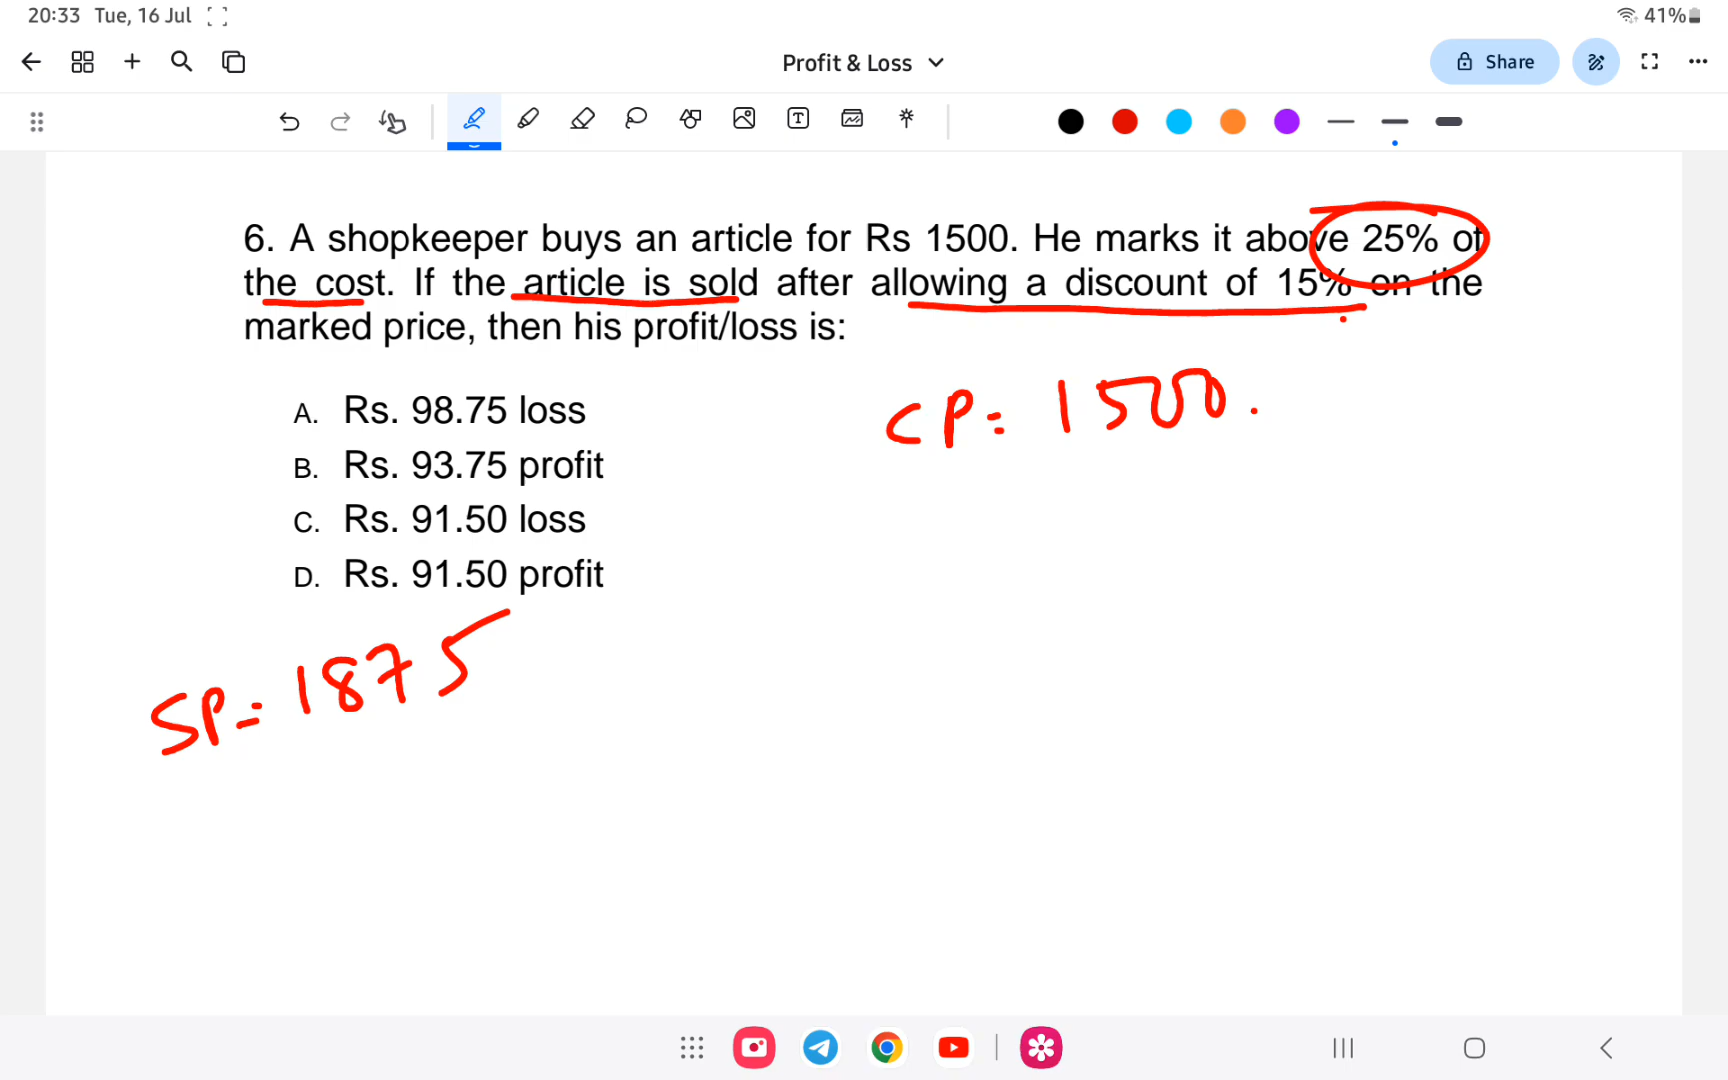 20:33 Tue, 16 Jul
41%
Profit & Loss
Share
6. A shopkeeper buys an article for Rs 1500. He marks it above 25% of
the cost. If the article is sold after allowing a discount of 15% on the
marked price, then his profit/loss is:
CP= 1500.
A. Rs. 98.75 loss
B. Rs. 93.75 profit
C. Rs. 91.50 loss
D. Rs. 91.50 profit
SP= 1875